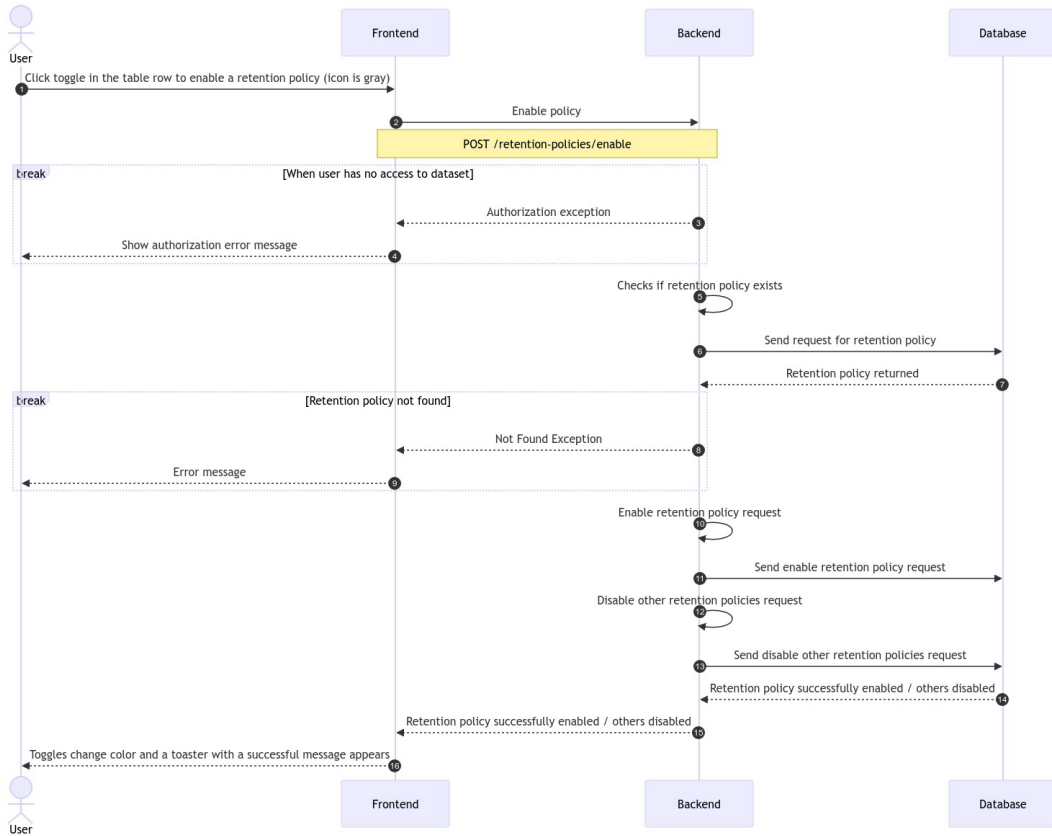 Frontend
Backend
Database
User
Click toggle in the table row to enable a retention policy (icon is gray)
1
Enable policy
2
POST /retention-policies/enable
break
[When user has no access to dataset]
Authorization exception
3
Show authorization error message
4
Checks if retention policy exists
5
Send request for retention policy
6
Retention policy returned
7
break
[Retention policy not found]
Not Found Exception
8
Error message
9
Enable retention policy request
10
Send enable retention policy request
11
Disable other retention policies request
12
Send disable other retention policies request
13
Retention policy successfully enabled / others disabled
14
Retention policy successfully enabled / others disabled
15
Toggles change color and a toaster with a successful message appears
16
Frontend
Backend
Database
User